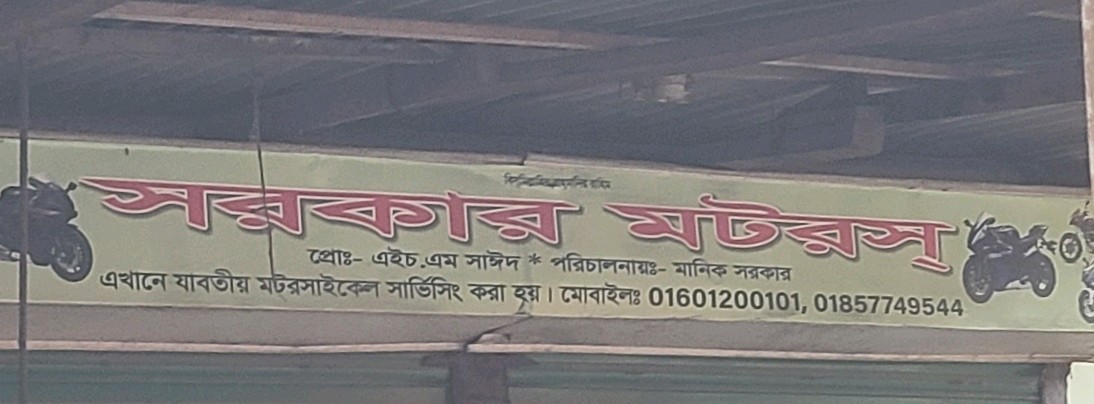 সরকার মটরস্
প্রোঃ- এইচ.এম সাঈদ * পরিচালনায়ঃ- মানিক সরকার
এখানে যাবতীয় মটরসাইকেল সার্ভিসিং করা হয়। মোবাইলঃ 01601200101, 01857749544